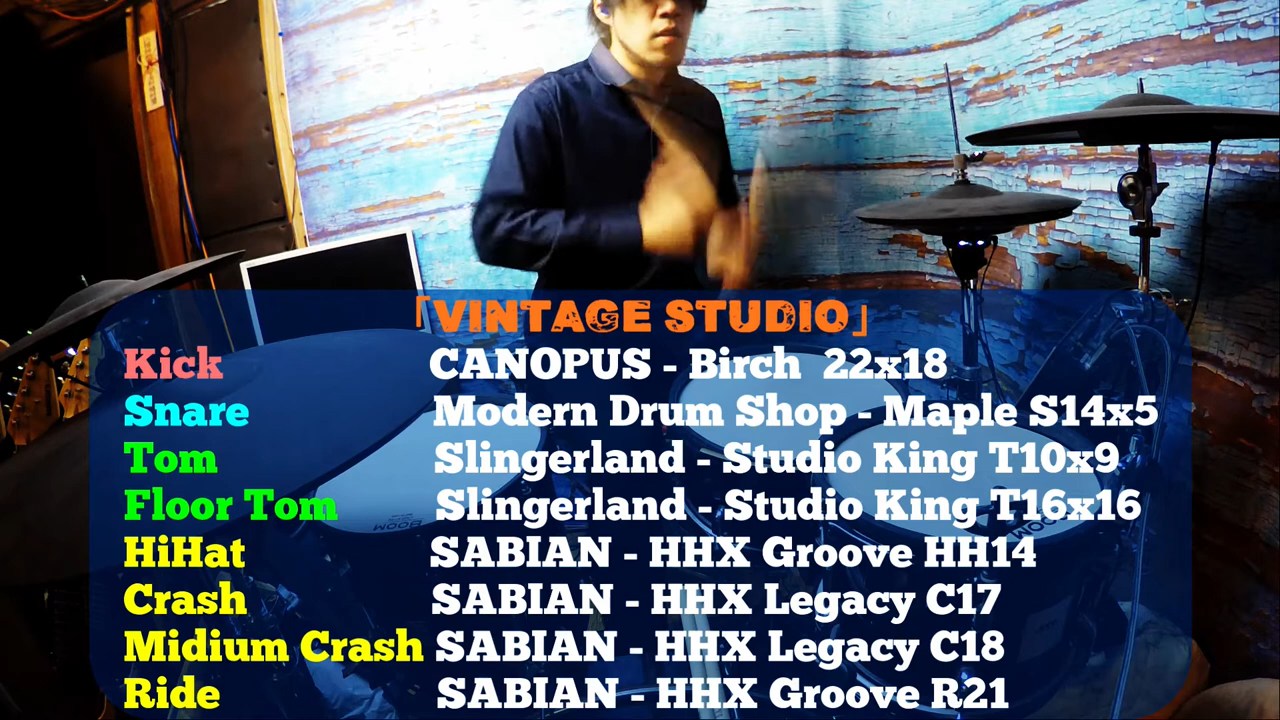 「VINTAGE STUDIO」
Kick CANOPUS - Birch 22x18
Snare Modern Drum Shop - Maple S14x5
Tom Slingerland - Studio King T10x9
Floor Tom Slingerland - Studio King T16x16
HiHat SABIAN - HHX Groove HH14
Crash SABIAN - HHX Legacy C17
Midium Crash SABIAN - HHX Legacy C18
Ride SABIAN - HHX Groove R21
BOOM